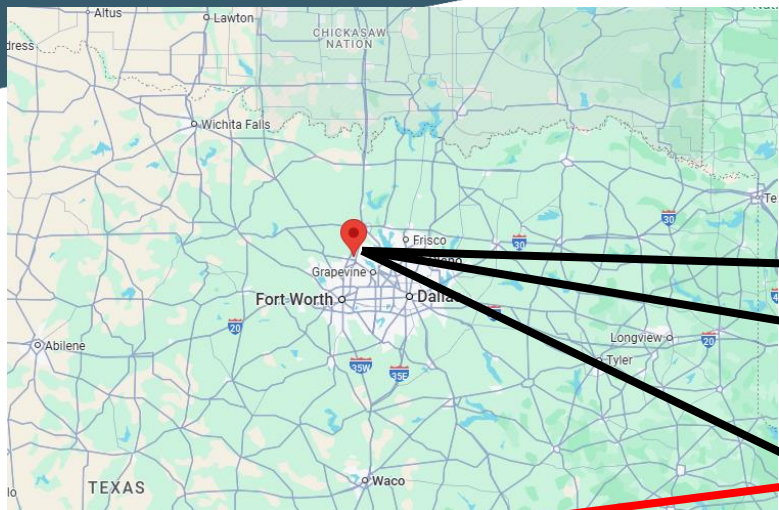 Altus
Lawton
CHICKASAW
NATION
dress
Wichita Falls
30
Frisco
30
Grapevine
Fort Worth
Dallas
20
Longview
20
Abilene
Tyler
35W
35E
Waco
TEXAS